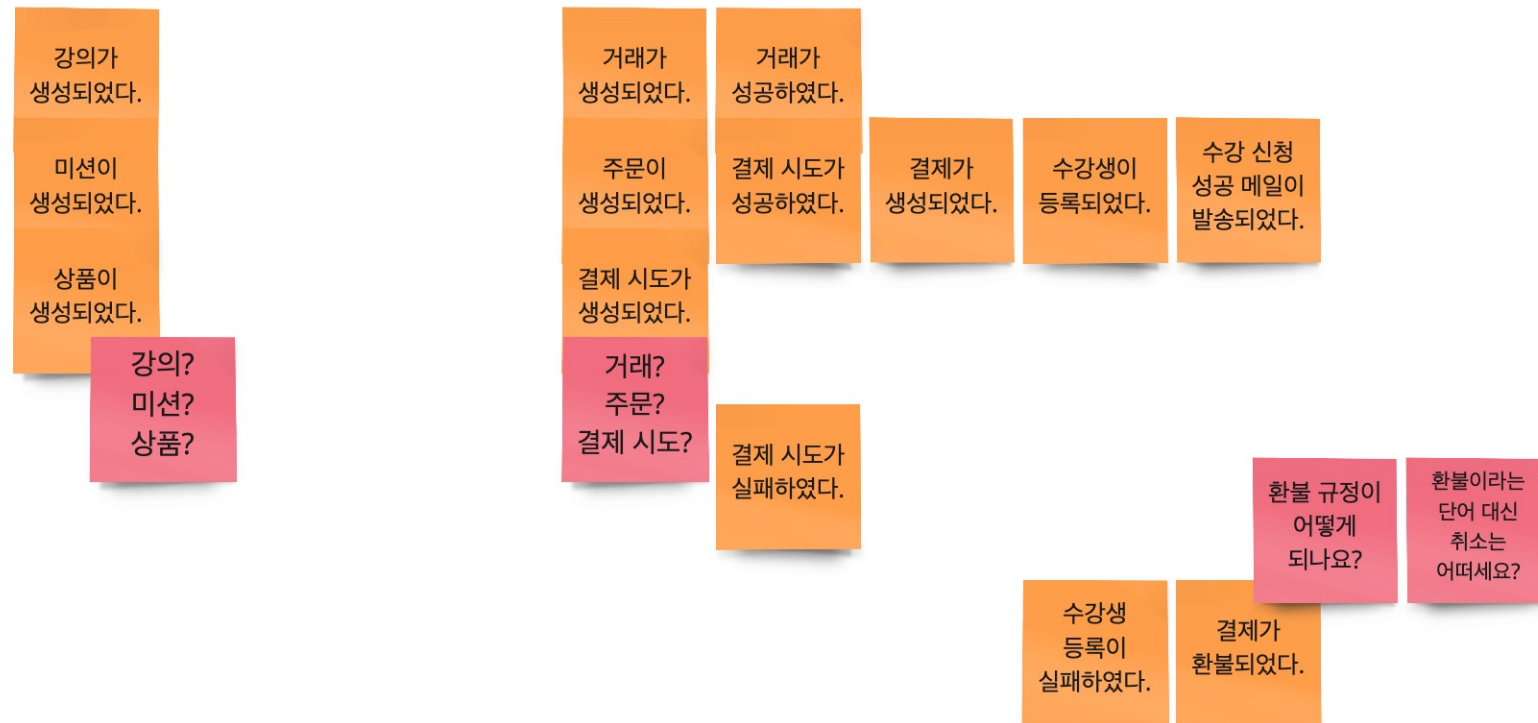 강의가
생성되었다.
미션이
생성되었다.
상품이
생성되었다.
강의?
미션?
상품?
거래가
생성되었다.
주문이
생성되었다.
결제 시도가
생성되었다.
거래?
주문?
결제 시도?
거래가
성공하였다.
결제 시도가
성공하였다.
결제가
생성되었다.
수강생이
등록되었다.
수강 신청
성공 메일이
발송되었다.
결제 시도가
실패하였다.
수강생
등록이
실패하였다.
결제가
환불되었다.
환불 규정이
어떻게
되나요?
환불이라는
단어 대신
취소는
어떠세요?